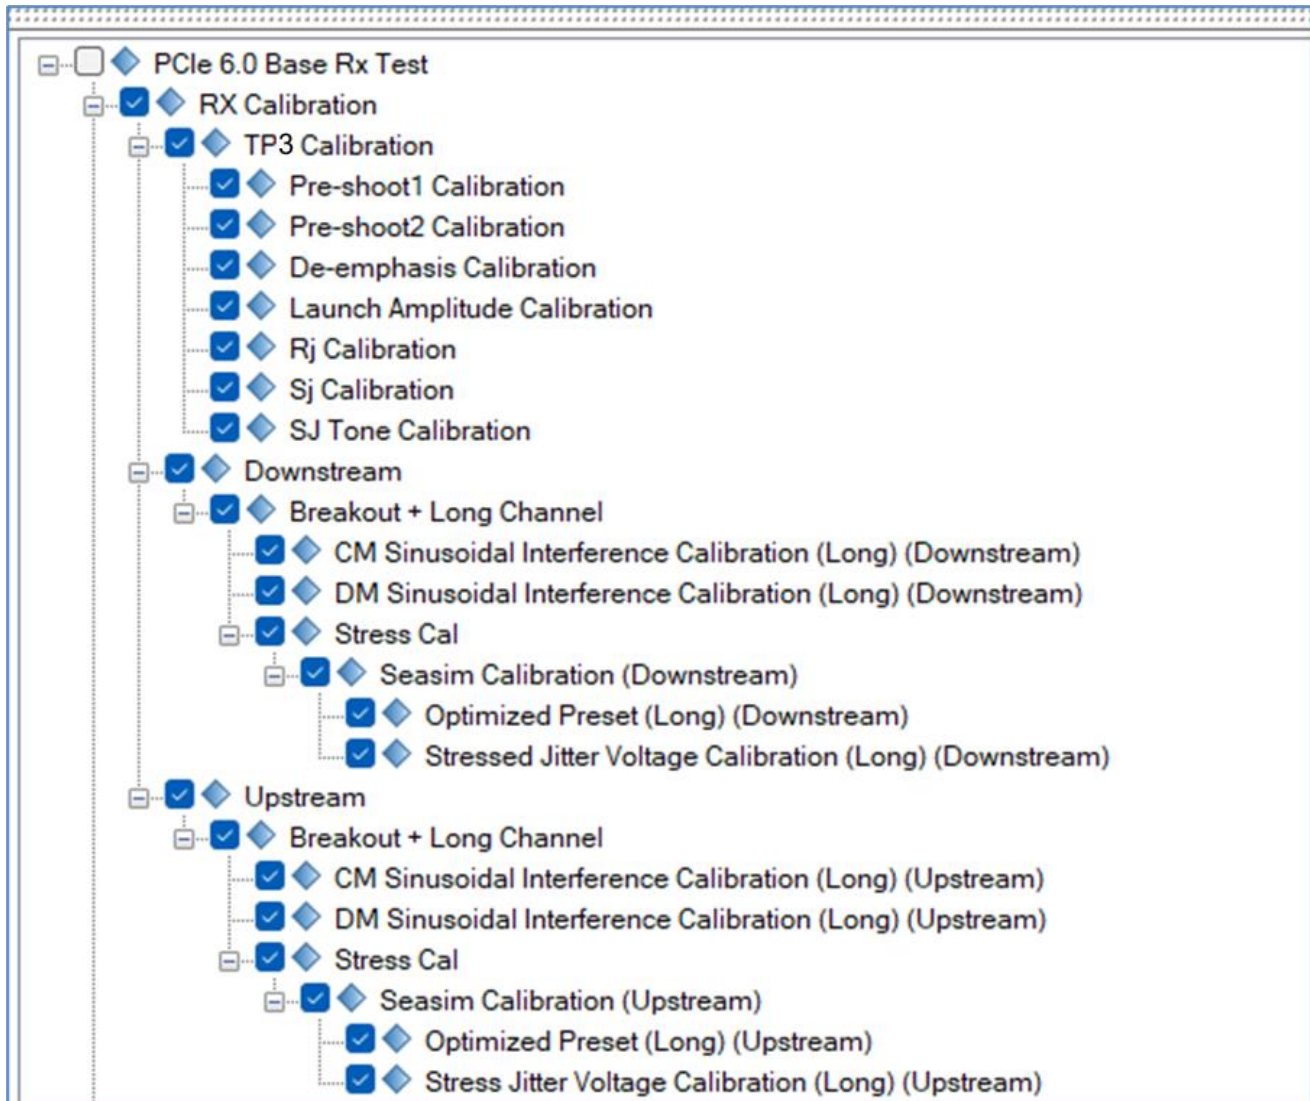 PCIe 6.0 Base Rx Test
RX Calibration
TP3 Calibration
Pre-shoot1 Calibration
Pre-shoot2 Calibration
De-emphasis Calibration
Launch Amplitude Calibration
Rj Calibration
Sj Calibration
SJ Tone Calibration
Downstream
Breakout + Long Channel
CM Sinusoidal Interference Calibration (Long) (Downstream)
DM Sinusoidal Interference Calibration (Long) (Downstream)
Stress Cal
Seasim Calibration (Downstream)
Optimized Preset (Long) (Downstream)
Stressed Jitter Voltage Calibration (Long) (Downstream)
Upstream
Breakout + Long Channel
CM Sinusoidal Interference Calibration (Long) (Upstream)
DM Sinusoidal Interference Calibration (Long) (Upstream)
Stress Cal
Seasim Calibration (Upstream)
Optimized Preset (Long) (Upstream)
Stress Jitter Voltage Calibration (Long) (Upstream)